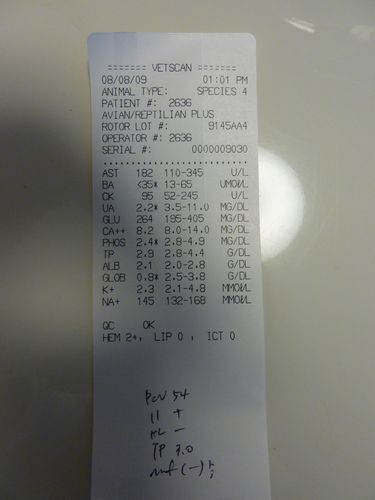 ======= VETSCAN =======
08/08/09 01:01 PM
ANIMAL TYPE: SPECIES 4
PATIENT #: 2636
AVIAN/REPTILIAN PLUS
ROTOR LOT #: 9145AA4
OPERATOR #: 2636
SERIAL #: 0000009030
.........................
AST 182 110-345 U/L
BA <35* 13-65 UMOL/L
CK 95 52-245 U/L
UA 2.2* 3.5-11.0 MG/DL
GLU 264 195-405 MG/DL
CA++ 8.2 8.0-14.0 MG/DL
PHOS 2.4* 2.8-4.9 MG/DL
TP 2.9 2.8-4.4 G/DL
ALB 2.1 2.0-2.8 G/DL
GLOB 0.8* 2.5-3.8 G/DL
K+ 2.3 2.1-4.8 MMOL/L
NA+ 145 132-168 MMOL/L
QC OK
HEM 2+, LIP 0 , ICT 0
PCV 54
II +
HL -
TP 3.0
mf (-)